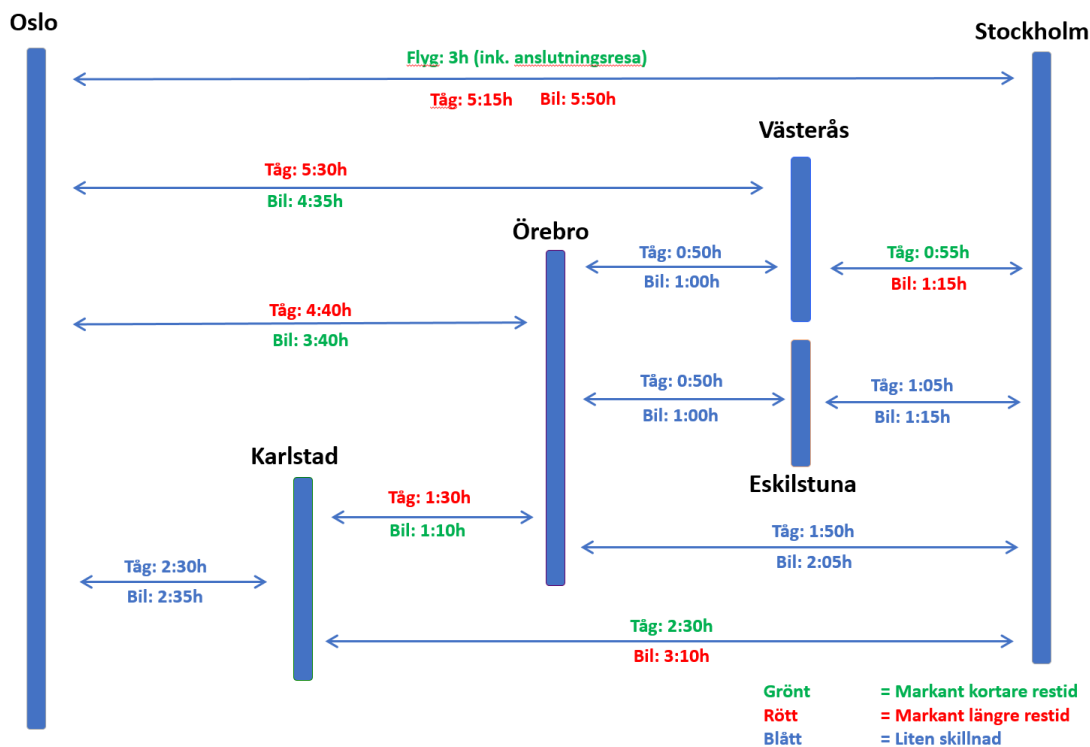 Oslo
Stockholm
Flyg: 3h (ink. anslutningsresa)
Tåg: 5:15h Bil: 5:50h
Västerås
Tåg: 5:30h
Bil: 4:35h
Örebro
Tåg: 0:50h
Bil: 1:00h
Tåg: 0:55h
Bil: 1:15h
Tåg: 4:40h
Bil: 3:40h
Tåg: 0:50h
Bil: 1:00h
Tåg: 1:05h
Bil: 1:15h
Karlstad
Eskilstuna
Tåg: 1:30h
Bil: 1:10h
Tåg: 1:50h
Bil: 2:05h
Tåg: 2:30h
Bil: 2:35h
Tåg: 2:30h
Bil: 3:10h
Grönt = Markant kortare restid
Rött = Markant längre restid
Blått = Liten skillnad